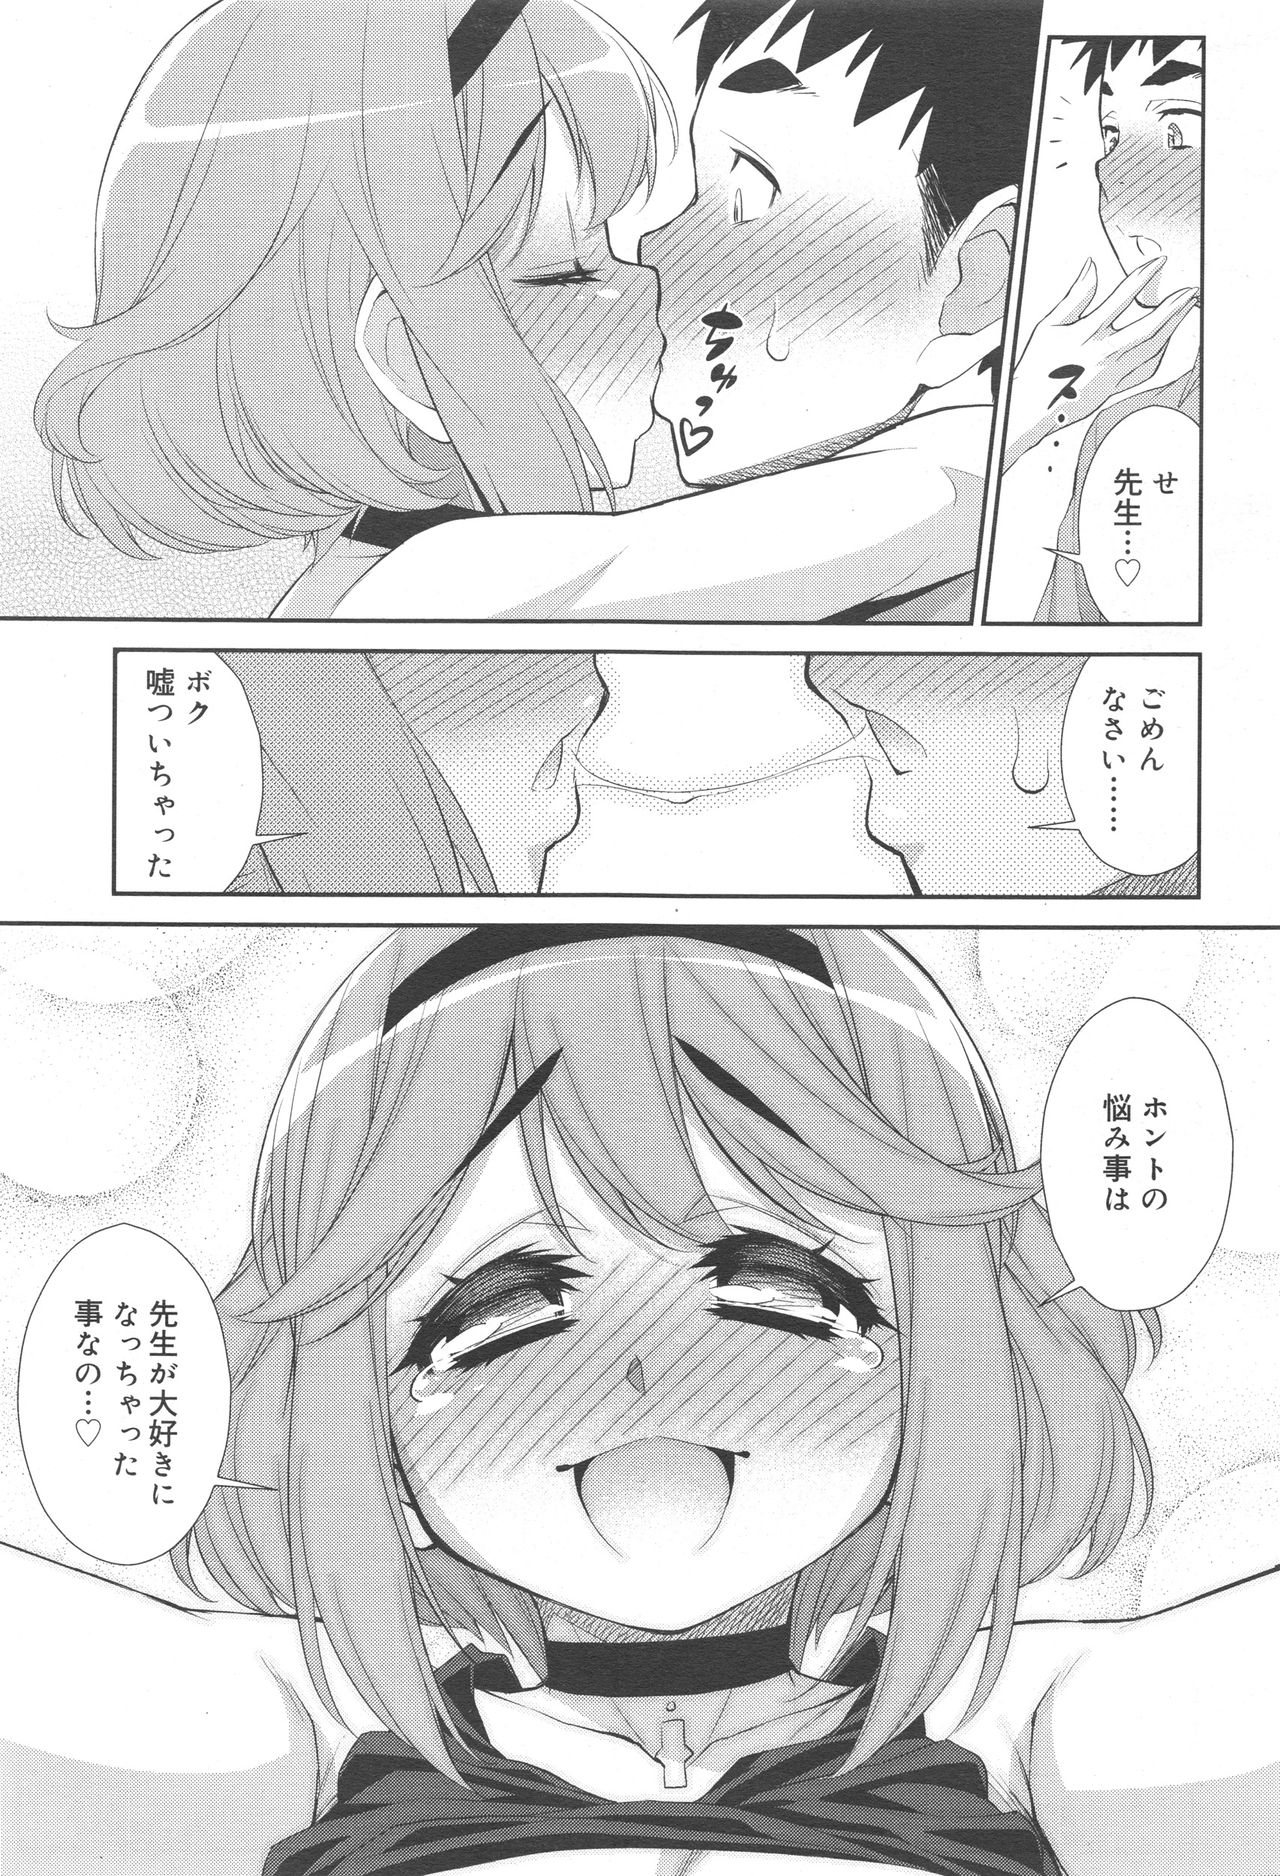 ス…
せ
先生…♡
ちゅっ♡
ごめん
なさい……
ボク
嘘ついちゃった
ホントの
悩み事は
先生が大好きに
なっちゃった
事なの…♡